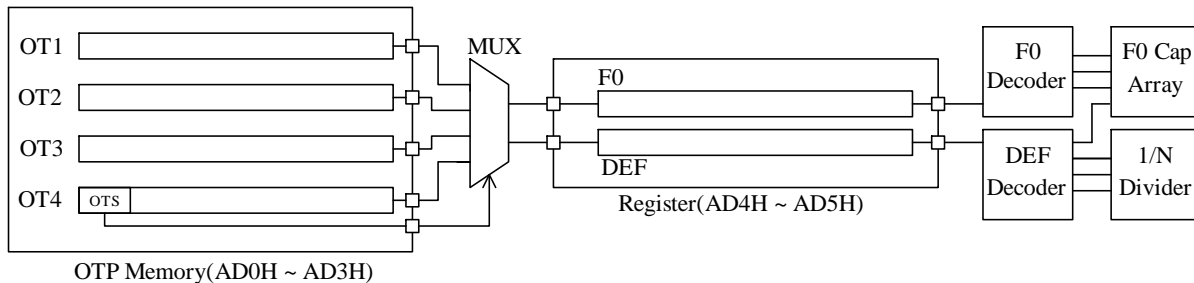 OT1
OT2
OT3
OT4
OTS
OTP Memory(AD0H ~ AD3H)
MUX
F0
DEF
Register(AD4H ~ AD5H)
F0
Decoder
F0 Cap
Array
DEF
Decoder
1/N
Divider